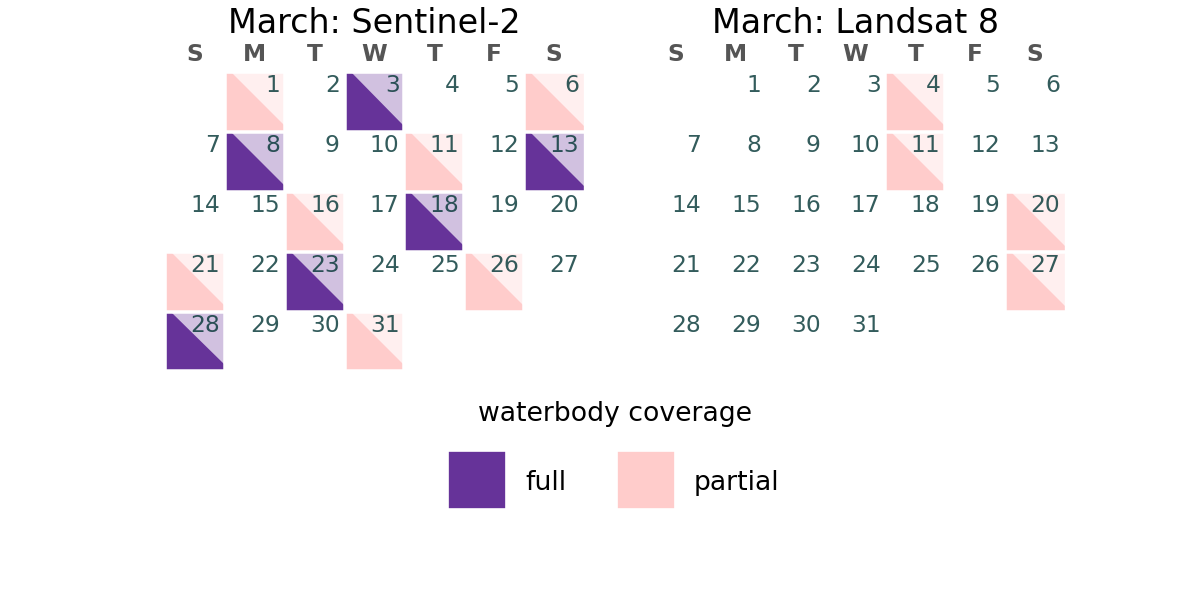 March: Sentinel-2
S M T W T F S
1 2 3 4 5 6
7 8 9 10 11 12 13
14 15 16 17 18 19 20
21 22 23 24 25 26 27
28 29 30 31
March: Landsat 8
S M T W T F S
1 2 3 4 5 6
7 8 9 10 11 12 13
14 15 16 17 18 19 20
21 22 23 24 25 26 27
28 29 30 31
waterbody coverage
full partial